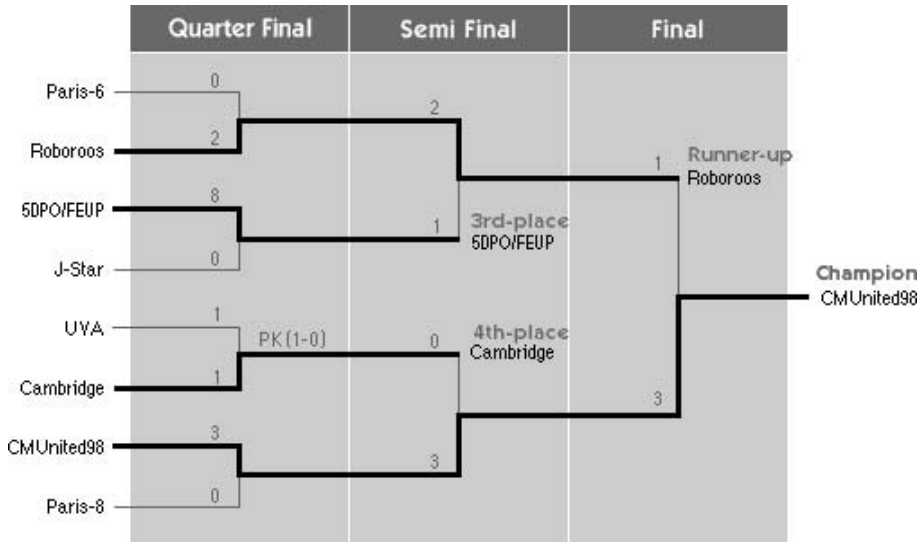 Quarter Final Semi Final Final
0
Paris-6
2
2
Roboroos
1 Runner-up
Roboroos
8
5DPO/FEUP
1 3rd-place
5DPO/FEUP
0
J-Star
Champion
CMUnited98
1
UVA
PK(1-0) 0 4th-place
Cambridge
1
Cambridge
3
3
CMUnited98
3
0
Paris-8